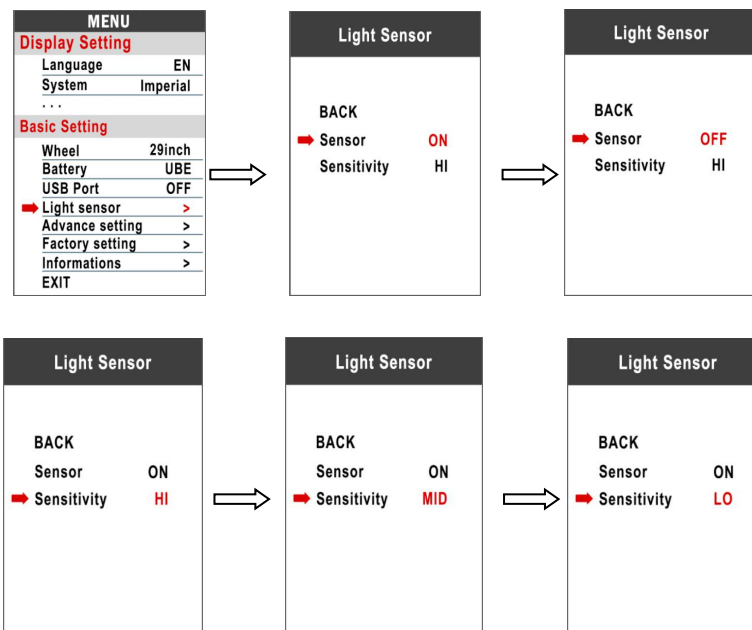 MENU
Display Setting
Language EN
System Imperial
. . .
Basic Setting
Wheel 29inch
Battery UBE
USB Port OFF
Light sensor >
Advance setting >
Factory setting >
Informations >
EXIT
Light Sensor
BACK
Sensor ON
Sensitivity HI
Light Sensor
BACK
Sensor OFF
Sensitivity HI
Light Sensor
BACK
Sensor ON
Sensitivity HI
Light Sensor
BACK
Sensor ON
Sensitivity MID
Light Sensor
BACK
Sensor ON
Sensitivity LO